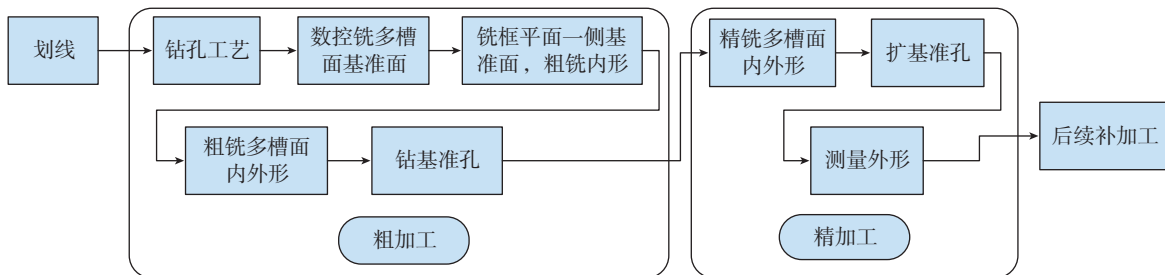 划线
钻孔工艺
数控铣多槽
面基准面
铣框平面一侧基
准面，粗铣内形
粗铣多槽面
内外形
钻基准孔
粗加工
精铣多槽面
内外形
扩基准孔
测量外形
精加工
后续补加工